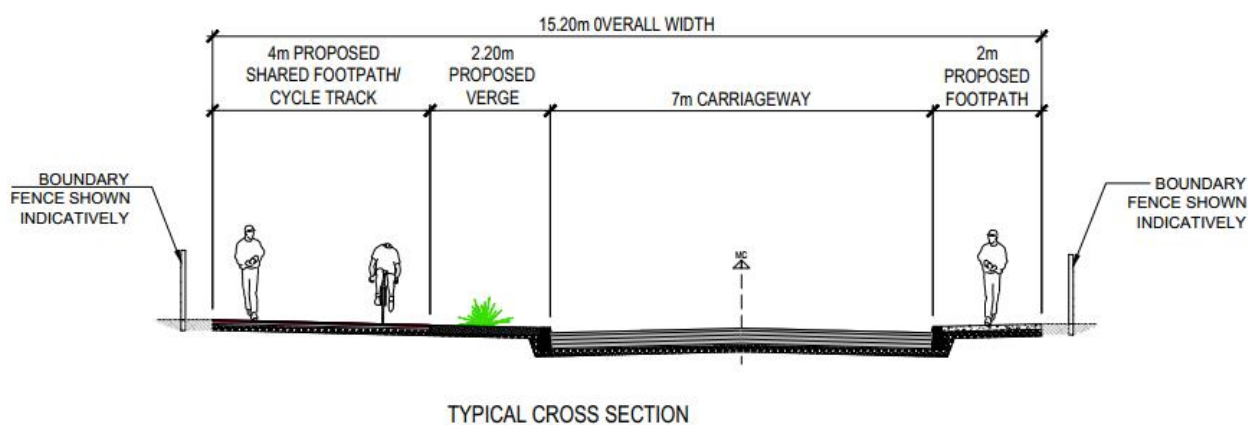 15.20m 0VERALL WIDTH
4m PROPOSED
SHARED FOOTPATH/
CYCLE TRACK
2.20m
PROPOSED
VERGE
7m CARRIAGEWAY
2m
PROPOSED
FOOTPATH
BOUNDARY
FENCE SHOWN
INDICATIVELY
MC
BOUNDARY
FENCE SHOWN
INDICATIVELY
TYPICAL CROSS SECTION